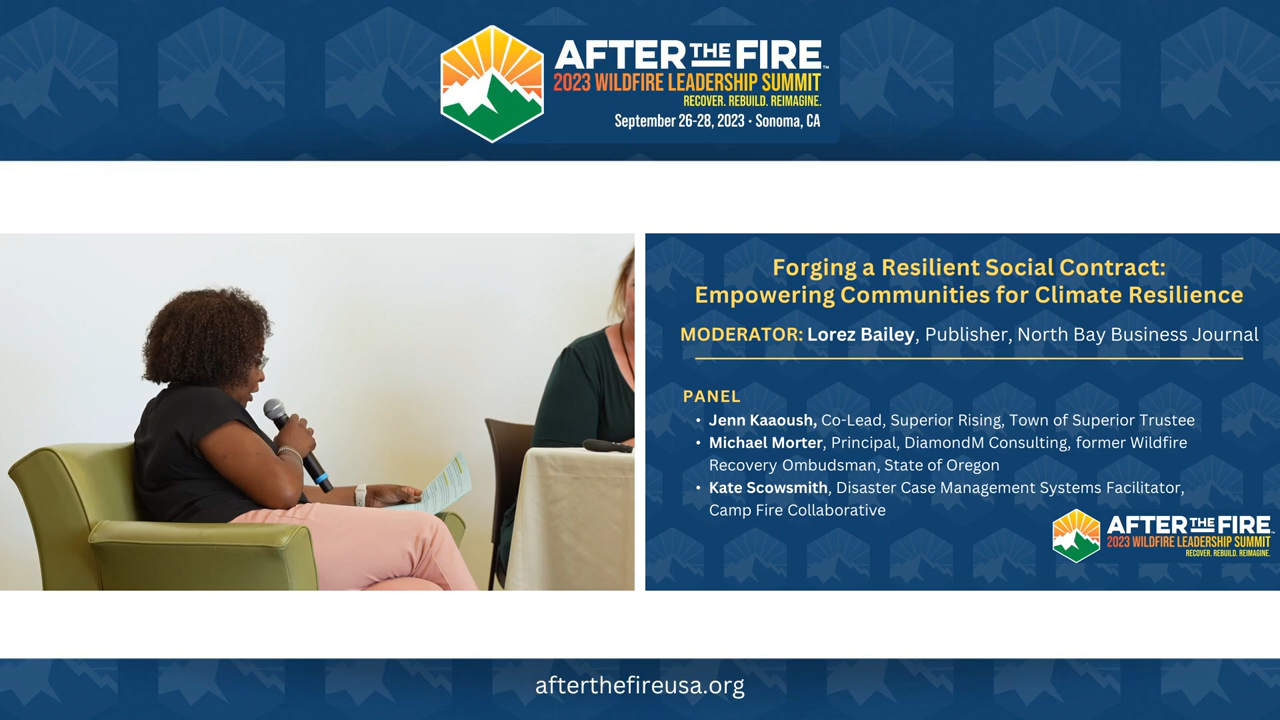 AFTER THE FIRE™
2023 WILDFIRE LEADERSHIP SUMMIT
RECOVER. REBUILD. REIMAGINE.
September 26-28, 2023 • Sonoma, CA
Forging a Resilient Social Contract:
Empowering Communities for Climate Resilience
MODERATOR: Lorez Bailey, Publisher, North Bay Business Journal
PANEL
• Jenn Kaaoush, Co-Lead, Superior Rising, Town of Superior Trustee
• Michael Morter, Principal, DiamondM Consulting, former Wildfire
Recovery Ombudsman, State of Oregon
• Kate Scowsmith, Disaster Case Management Systems Facilitator,
Camp Fire Collaborative
AFTER THE FIRE™
2023 WILDFIRE LEADERSHIP SUMMIT
RECOVER. REBUILD. REIMAGINE.
afterthefireusa.org